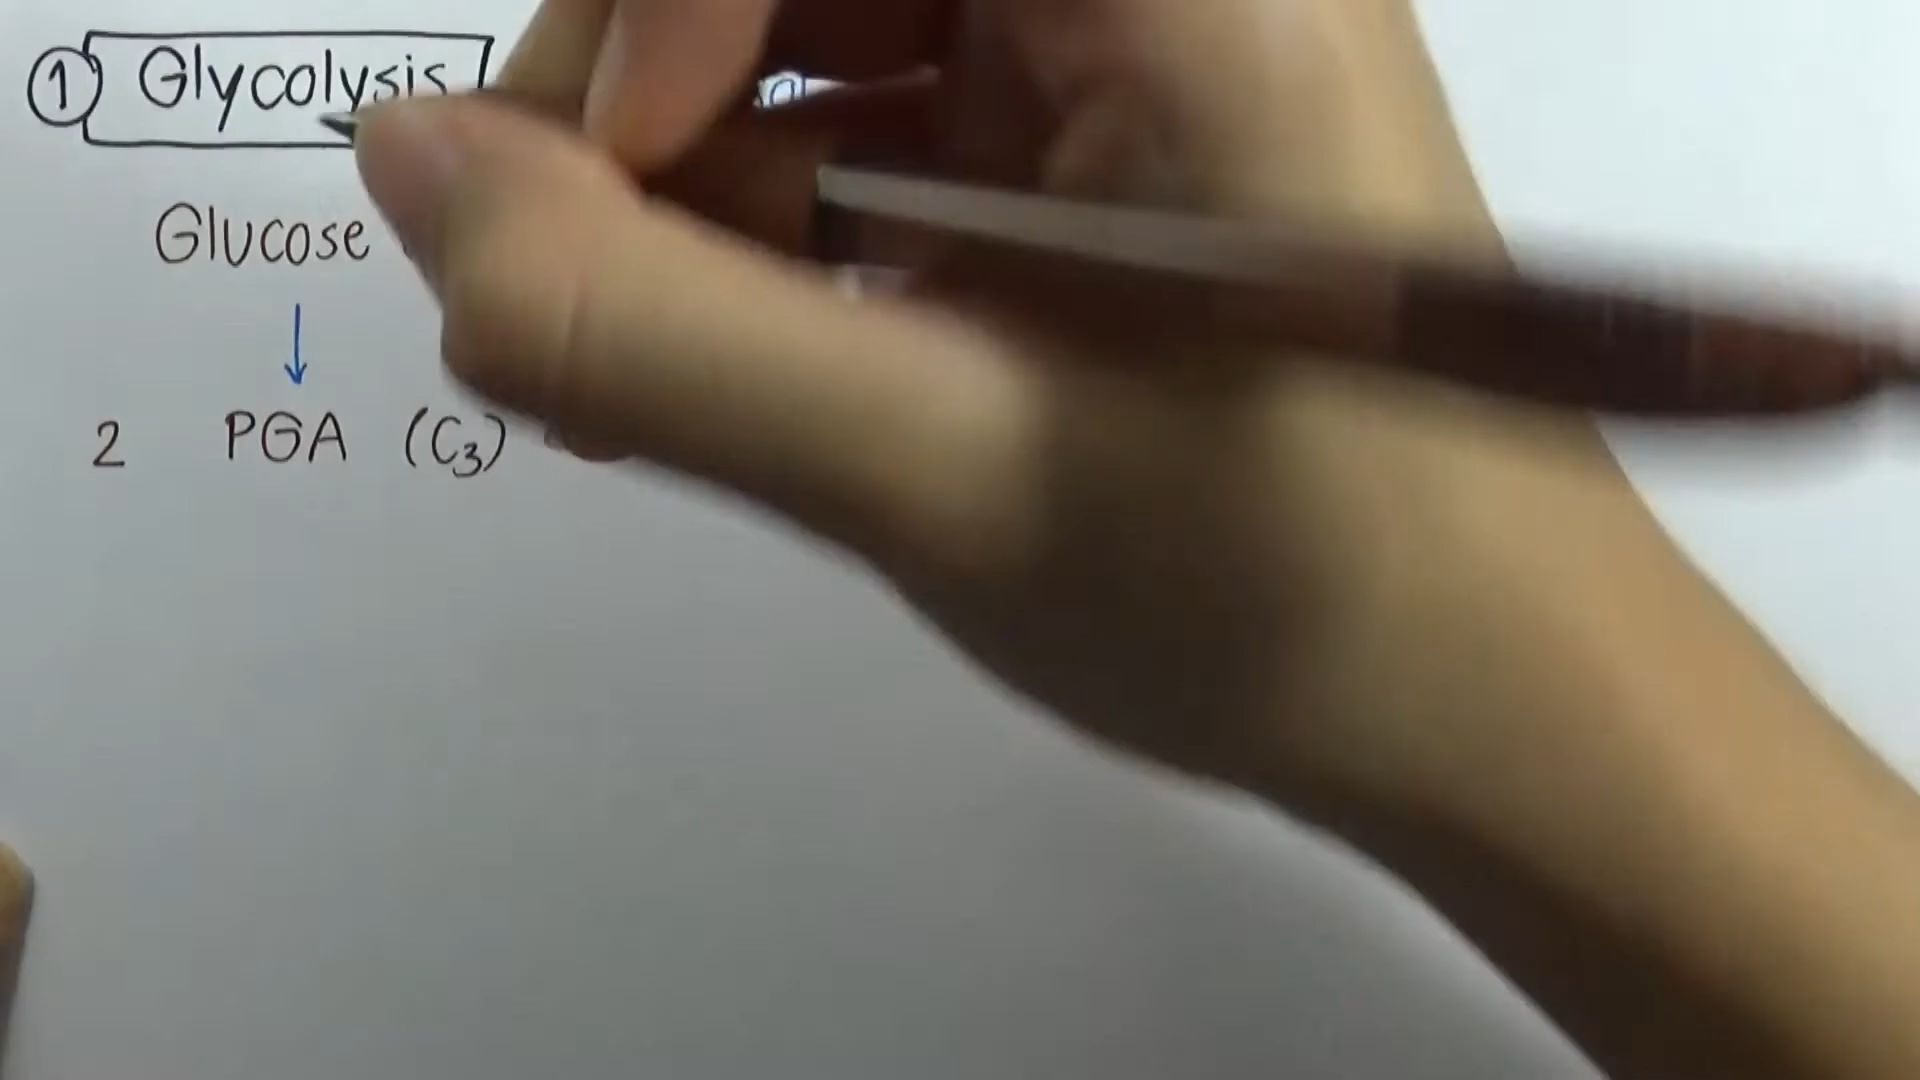 ① Glycolysis
Glucose
2 PGA (C₃)